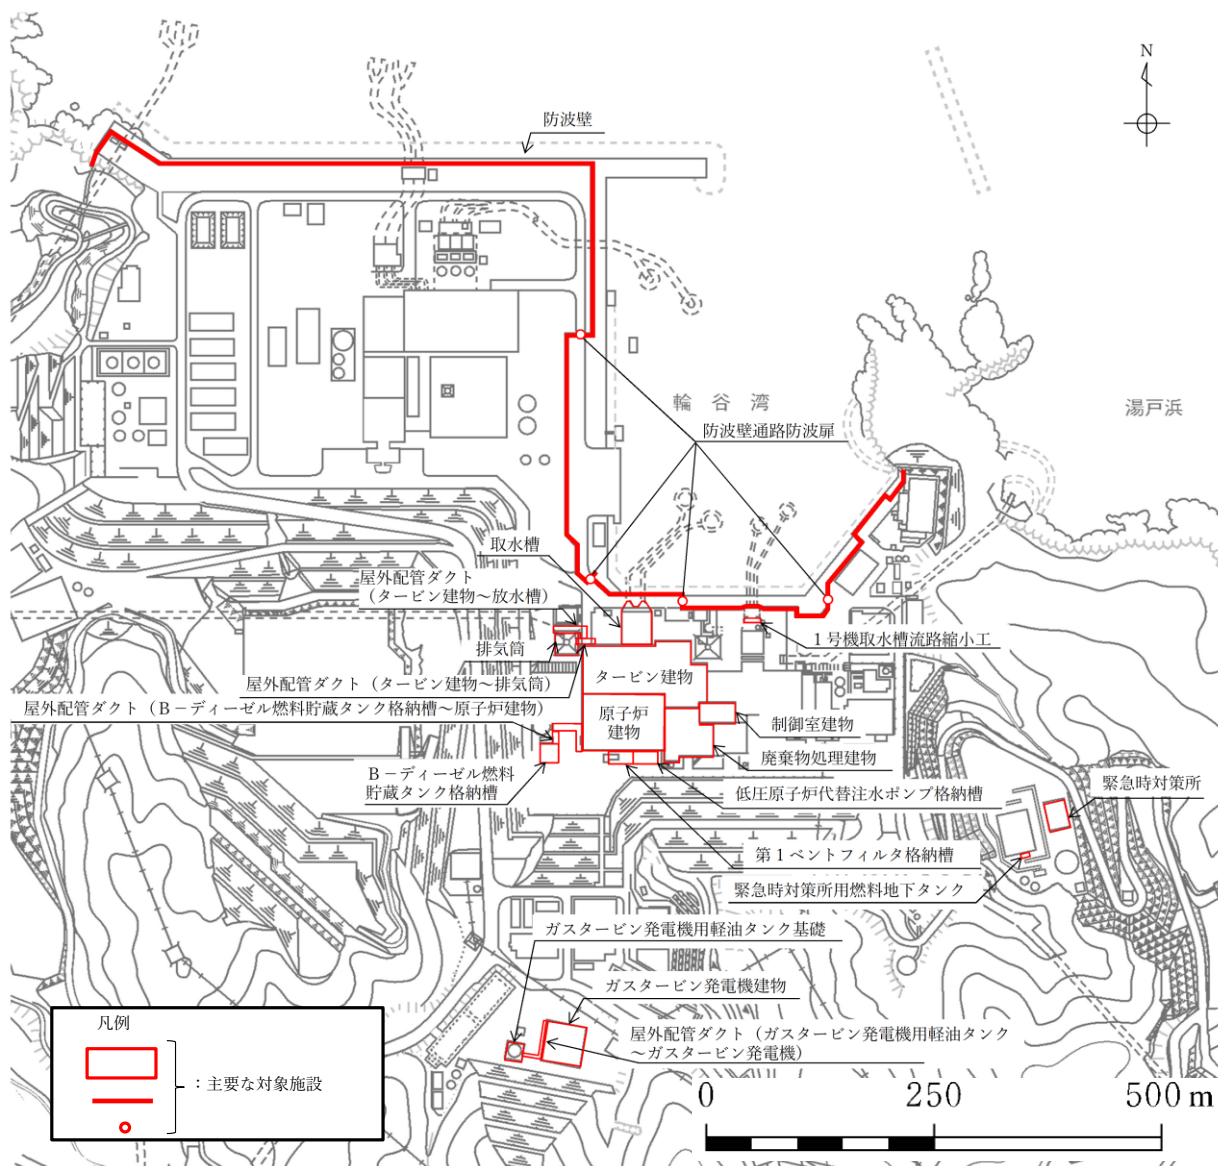 N
防波壁
輪谷湾
湯戸浜
防波壁通路防波扉
取水槽
屋外配管ダクト
(タービン建物～放水槽)
排気筒
1号機取水槽流路縮小工
屋外配管ダクト(タービン建物～排気筒)
タービン建物
屋外配管ダクト(B-ディーゼル燃料貯蔵タンク格納槽～原子炉建物)
原子炉
建物
制御室建物
廃棄物処理建物
B-ディーゼル燃料
貯蔵タンク格納槽
低圧原子炉代替注水ポンプ格納槽
緊急時対策所
第1ベントフィルタ格納槽
緊急時対策所用燃料地下タンク
ガスタービン発電機用軽油タンク基礎
ガスタービン発電機建物
屋外配管ダクト(ガスタービン発電機用軽油タンク
～ガスタービン発電機)
凡例
:主要な対象施設
0 250 500 m